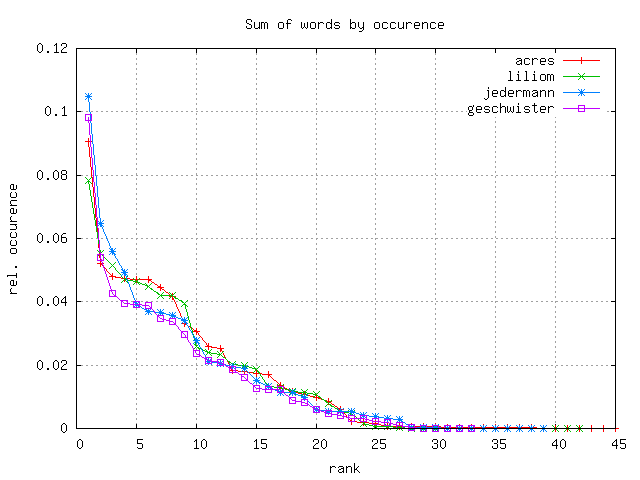 Sum of words by occurence
0.12
0.1
0.08
0.06
0.04
0.02
0
rel. occurence
acres
liliom
jedermann
geschwister
0 5 10 15 20 25 30 35 40 45
rank